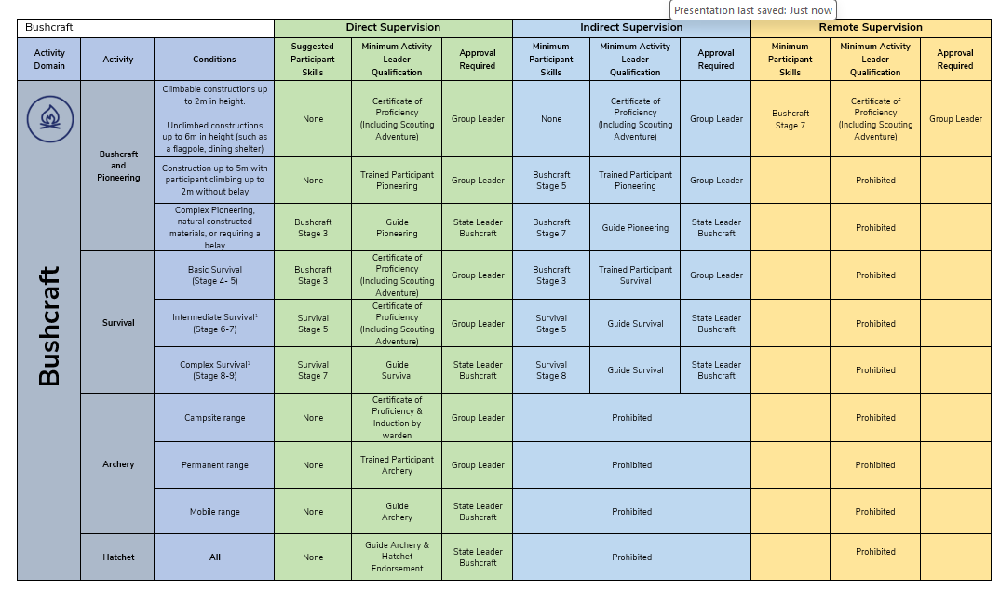 Presentation last saved: Just now
Bushcraft
Direct Supervision
Indirect Supervision
Remote Supervision
Activity
Domain
Activity
Conditions
Suggested
Participant
Skills
Minimum Activity
Leader
Qualification
Approval
Required
Minimum
Participant
Skills
Minimum Activity
Leader
Qualification
Approval
Required
Minimum
Participant
Skills
Minimum Activity
Leader
Qualification
Approval
Required
Bushcraft
Bushcraft
and
Pioneering
Climbable constructions up
to 2m in height.
Unclimbed constructions
up to 6m in height (such as
a flagpole, dining shelter)
None
Certificate of
Proficiency
(Including Scouting
Adventure)
Group Leader
None
Certificate of
Proficiency
(Including Scouting
Adventure)
Group Leader
Bushcraft
Stage 7
Certificate of
Proficiency
(Including Scouting
Adventure)
Group Leader
Construction up to 5m with
participant climbing up to
2m without belay
None
Trained Participant
Pioneering
Group Leader
Bushcraft
Stage 5
Trained Participant
Pioneering
Group Leader
Prohibited
Complex Pioneering,
natural constructed
materials, or requiring a
belay
Bushcraft
Stage 3
Guide
Pioneering
State Leader
Bushcraft
Bushcraft
Stage 7
Guide Pioneering
State Leader
Bushcraft
Prohibited
Survival
Basic Survival
(Stage 4- 5)
Bushcraft
Stage 3
Certificate of
Proficiency
(Including Scouting
Adventure)
Group Leader
Bushcraft
Stage 3
Trained Participant
Survival
Group Leader
Prohibited
Intermediate Survival¹
(Stage 6-7)
Survival
Stage 5
Certificate of
Proficiency
(Including Scouting
Adventure)
Group Leader
Survival
Stage 5
Guide Survival
State Leader
Bushcraft
Prohibited
Complex Survival¹
(Stage 8-9)
Survival
Stage 7
Guide
Survival
State Leader
Bushcraft
Survival
Stage 8
Guide Survival
State Leader
Bushcraft
Prohibited
Archery
Campsite range
None
Certificate of
Proficiency &
Induction by
warden
Group Leader
Prohibited
Prohibited
Permanent range
None
Trained Participant
Archery
Group Leader
Prohibited
Prohibited
Mobile range
None
Guide
Archery
State Leader
Bushcraft
Prohibited
Prohibited
Hatchet
All
None
Guide Archery &
Hatchet
Endorsement
State Leader
Bushcraft
Prohibited
Prohibited